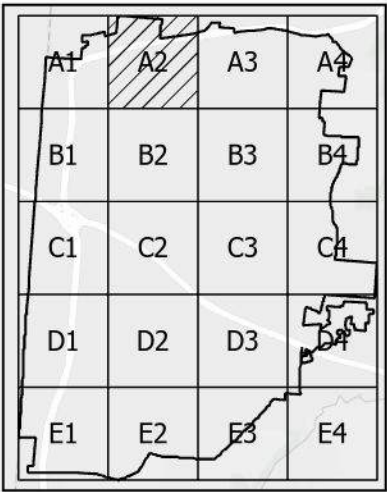 A1 A2 A3 A4
B1 B2 B3 B4
C1 C2 C3 C4
D1 D2 D3 D4
E1 E2 E3 E4